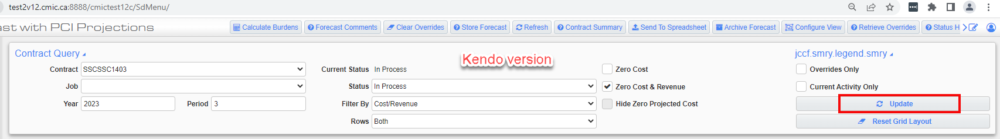 test2v12.cmic.ca:8888/cmictest12c/SdMenu/
ast with PCI Projections
Calculate Burdens
Forecast Comments
Clear Overrides
Store Forecast
Refresh
Contract Summary
Send To Spreadsheet
Archive Forecast
Configure View
Retrieve Overrides
Status H
Contract Query
Kendo version
jccf.smry.legend.smry
Contract SSCSSC1403
Current Status In Process
Zero Cost
Overrides Only
Job
Status In Process
Zero Cost & Revenue
Current Activity Only
Year 2023 Period 3
Filter By Cost/Revenue
Hide Zero Projected Cost
Update
Rows Both
Reset Grid Layout